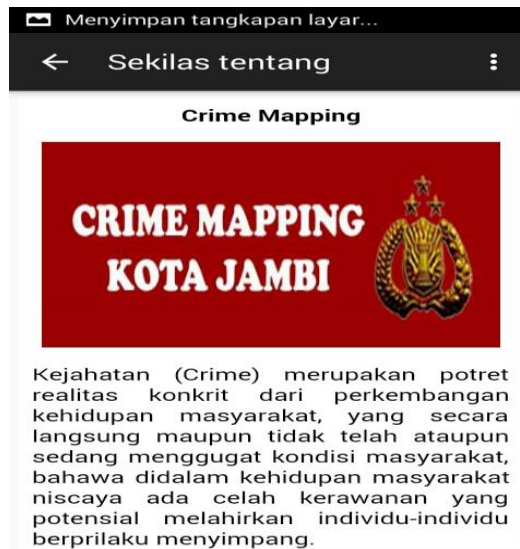 Menyimpan tangkapan layar...
Sekilas tentang
Crime Mapping
CRIME MAPPING
KOTA JAMBI
Kejahatan (Crime) merupakan potret
realitas konkrit dari perkembangan
kehidupan masyarakat, yang secara
langsung maupun tidak telah ataupun
sedang menggugat kondisi masyarakat,
bahawa didalam kehidupan masyarakat
niscaya ada celah kerawanan yang
potensial melahirkan individu-individu
berprilaku menyimpang.